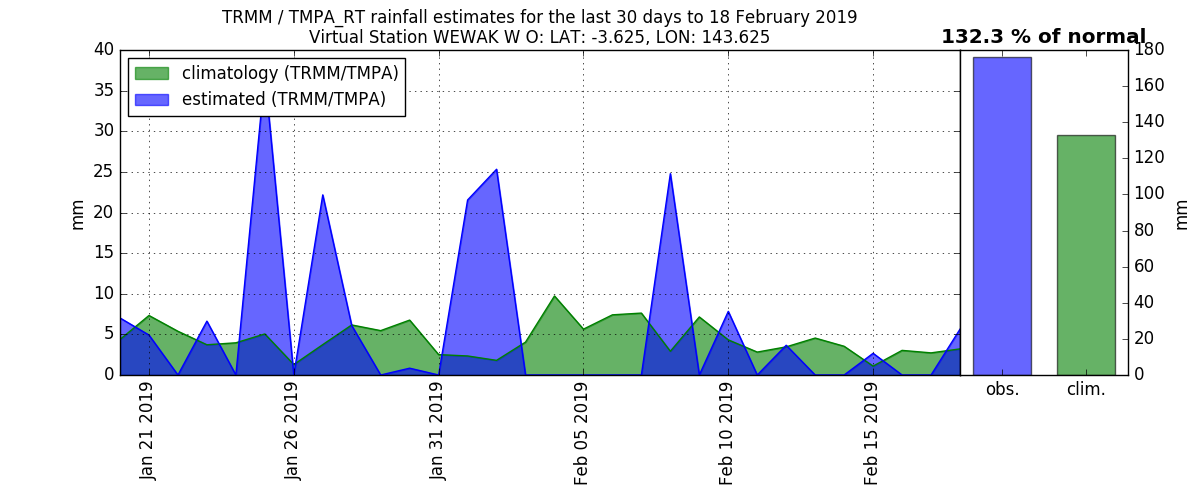 TRMM / TMPA_RT rainfall estimates for the last 30 days to 18 February 2019
Virtual Station WEWAK W O: LAT: -3.625, LON: 143.625
132.3 % of normal
climatology (TRMM/TMPA)
estimated (TRMM/TMPA)
40
35
30
25
20
15
10
5
0
mm
Jan 21 2019
Jan 26 2019
Jan 31 2019
Feb 05 2019
Feb 10 2019
Feb 15 2019
obs.
clim.
180
160
140
120
100
80
60
40
20
0
mm